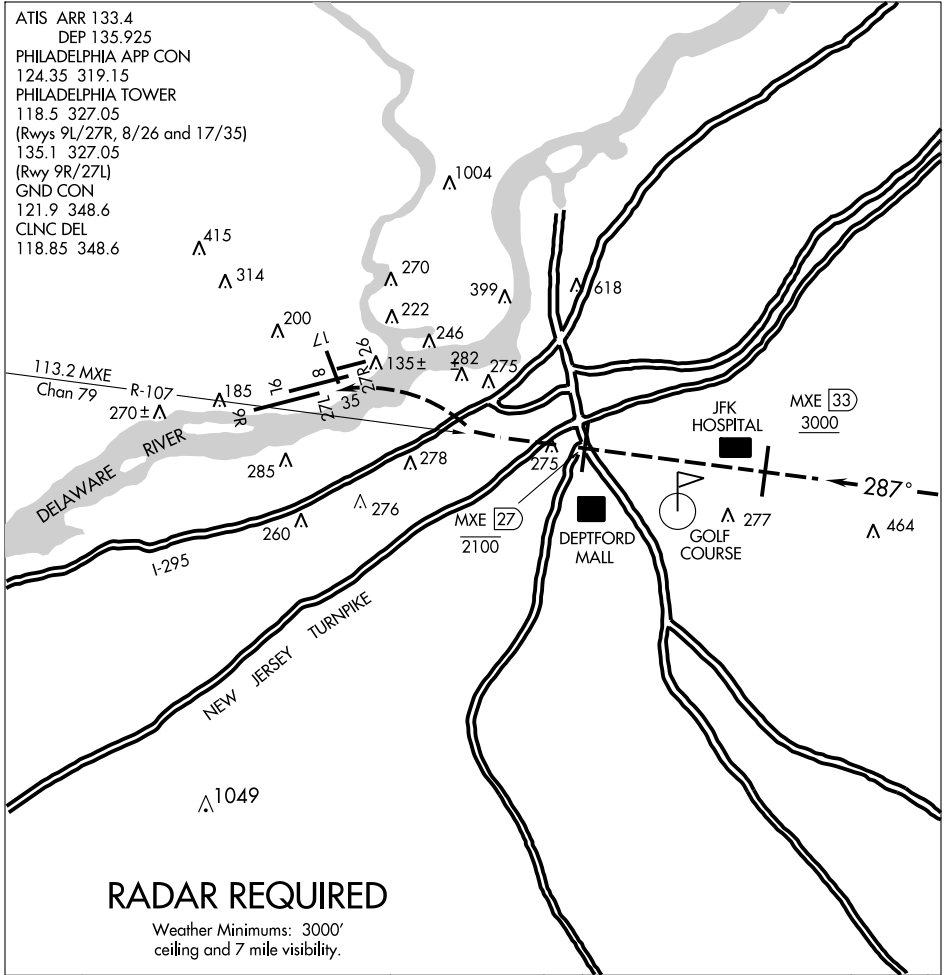 ATIS ARR 133.4
DEP 135.925
PHILADELPHIA APP CON
124.35 319.15
PHILADELPHIA TOWER
118.5 327.05
(Rwys 9L/27R, 8/26 and 17/35)
135.1 327.05
(Rwy 9R/27L)
GND CON
121.9 348.6
CLNC DEL
118.85 348.6
1004
415
314
270
399
618
222
200
246
17
26
8
27R
135±
282
±
275
113.2 MXE
Chan 79
R-107
185
9L
9R
27L
35
270±
JFK
HOSPITAL
MXE 33
3000
DELAWARE RIVER
285
278
275
287°
276
260
MXE 27
2100
DEPTFORD
MALL
GOLF
COURSE
277
464
I-295
NEW JERSEY TURNPIKE
1049
RADAR REQUIRED
Weather Minimums: 3000'
ceiling and 7 mile visibility.